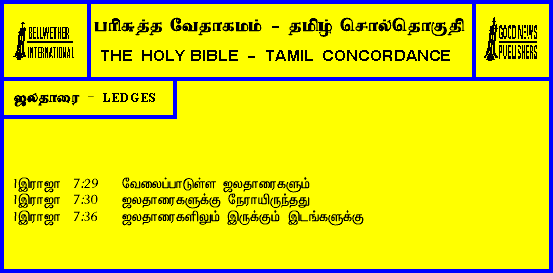 BELLWETHER
INTERNATIONAL
பரிசுத்த வேதாகமம் - தமிழ் சொல்தொகுதி
THE HOLY BIBLE - TAMIL CONCORDANCE
GOOD NEWS
PUBLISHERS
ஜலதாரை - LEDGES
1இராஜா 7:29 வேலைப்பாடுள்ள ஜலதாரைகளும்
1இராஜா 7:30 ஜலதாரைகளுக்கு நேராயிருந்தது
1இராஜா 7:36 ஜலதாரைகளிலும் இருக்கும் இடங்களுக்கு